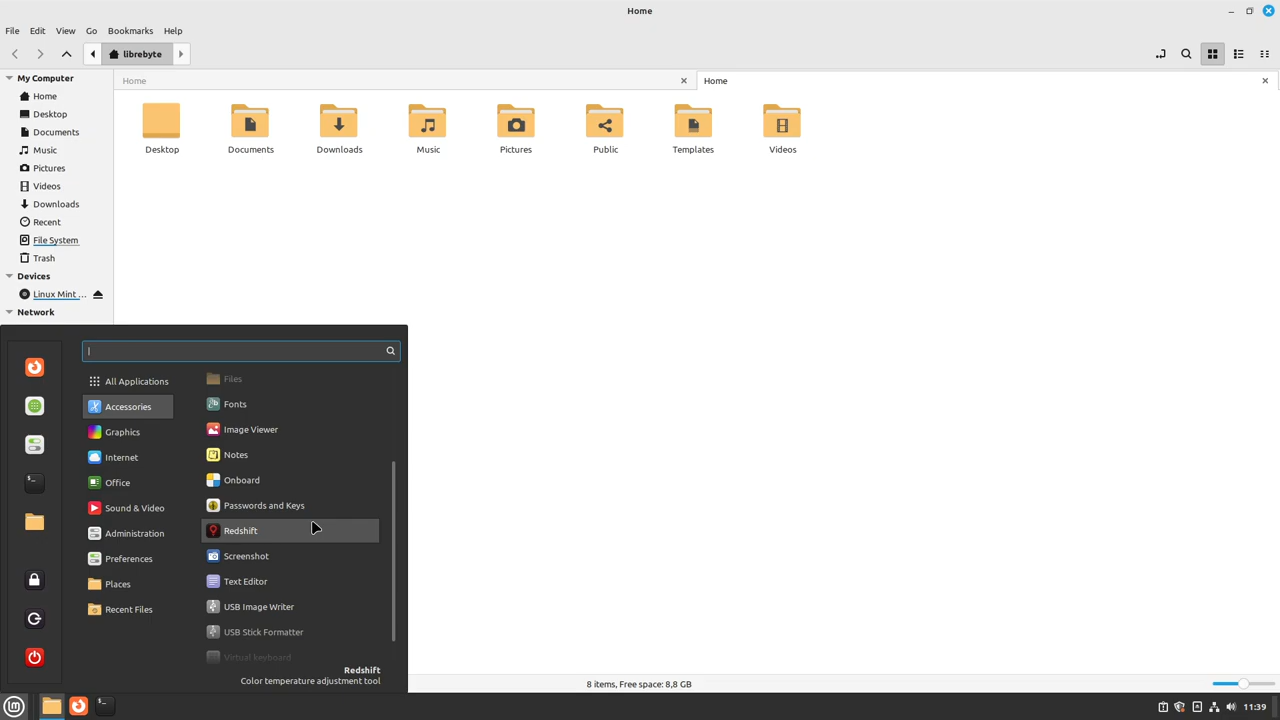 Home
File Edit View Go Bookmarks Help
librebyte
My Computer
Home
Desktop
Documents
Music
Pictures
Videos
Downloads
Recent
File System
Trash
Devices
Linux Mint ...
Network
Home
Home
Desktop
Documents
Downloads
Music
Pictures
Public
Templates
Videos
All Applications
Accessories
Graphics
Internet
Office
Sound & Video
Administration
Preferences
Places
Recent Files
Files
Fonts
Image Viewer
Notes
Onboard
Passwords and Keys
Redshift
Screenshot
Text Editor
USB Image Writer
USB Stick Formatter
Virtual keyboard
Redshift
Color temperature adjustment tool
8 items, Free space: 8,8 GB
11:39